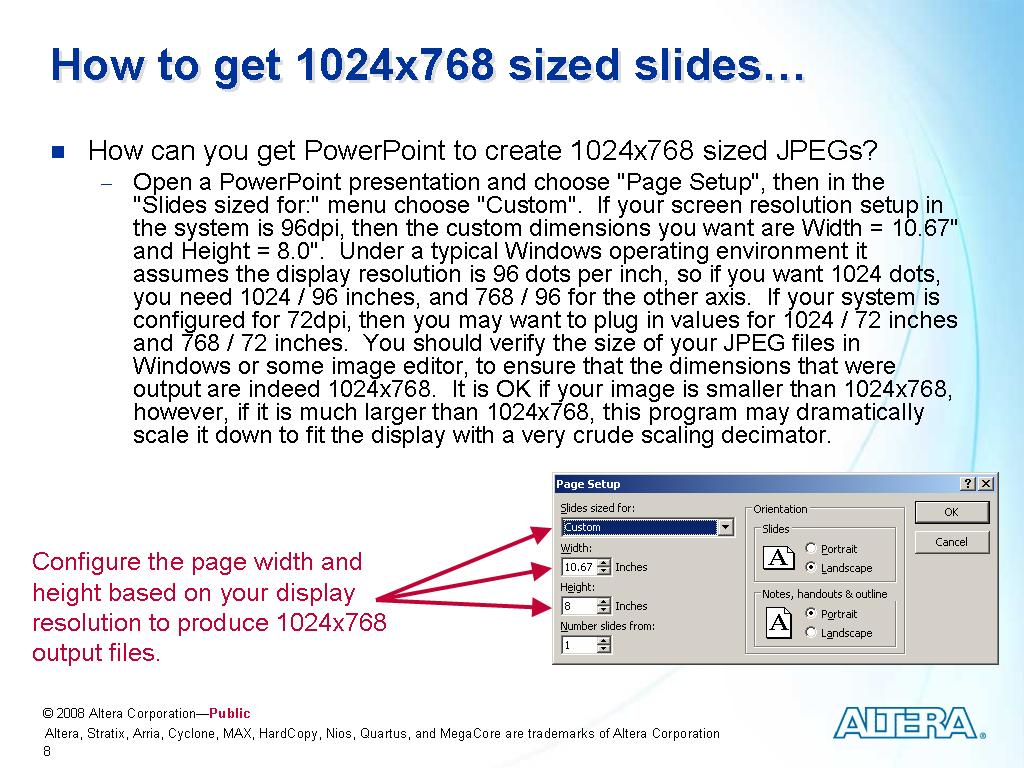 How to get 1024x768 sized slides…
How can you get PowerPoint to create 1024x768 sized JPEGs?
– Open a PowerPoint presentation and choose "Page Setup", then in the
"Slides sized for:" menu choose "Custom".  If your screen resolution setup in
the system is 96dpi, then the custom dimensions you want are Width = 10.67"
and Height = 8.0".  Under a typical Windows operating environment it
assumes the display resolution is 96 dots per inch, so if you want 1024 dots,
you need 1024 / 96 inches, and 768 / 96 for the other axis.  If your system is
configured for 72dpi, then you may want to plug in values for 1024 / 72 inches
and 768 / 72 inches.  You should verify the size of your JPEG files in
Windows or some image editor, to ensure that the dimensions that were
output are indeed 1024x768.  It is OK if your image is smaller than 1024x768,
however, if it is much larger than 1024x768, this program may dramatically
scale it down to fit the display with a very crude scaling decimator.
Configure the page width and
height based on your display
resolution to produce 1024x768
output files.
Page Setup
Slides sized for:
Custom
Width:
10.67 Inches
Height:
8 Inches
Number slides from:
1
Orientation
Slides
A
Portrait
Landscape
Notes, handouts & outline
A
Portrait
Landscape
OK
Cancel
© 2008 Altera Corporation—Public
Altera, Stratix, Arria, Cyclone, MAX, HardCopy, Nios, Quartus, and MegaCore are trademarks of Altera Corporation
8
ALTERA®